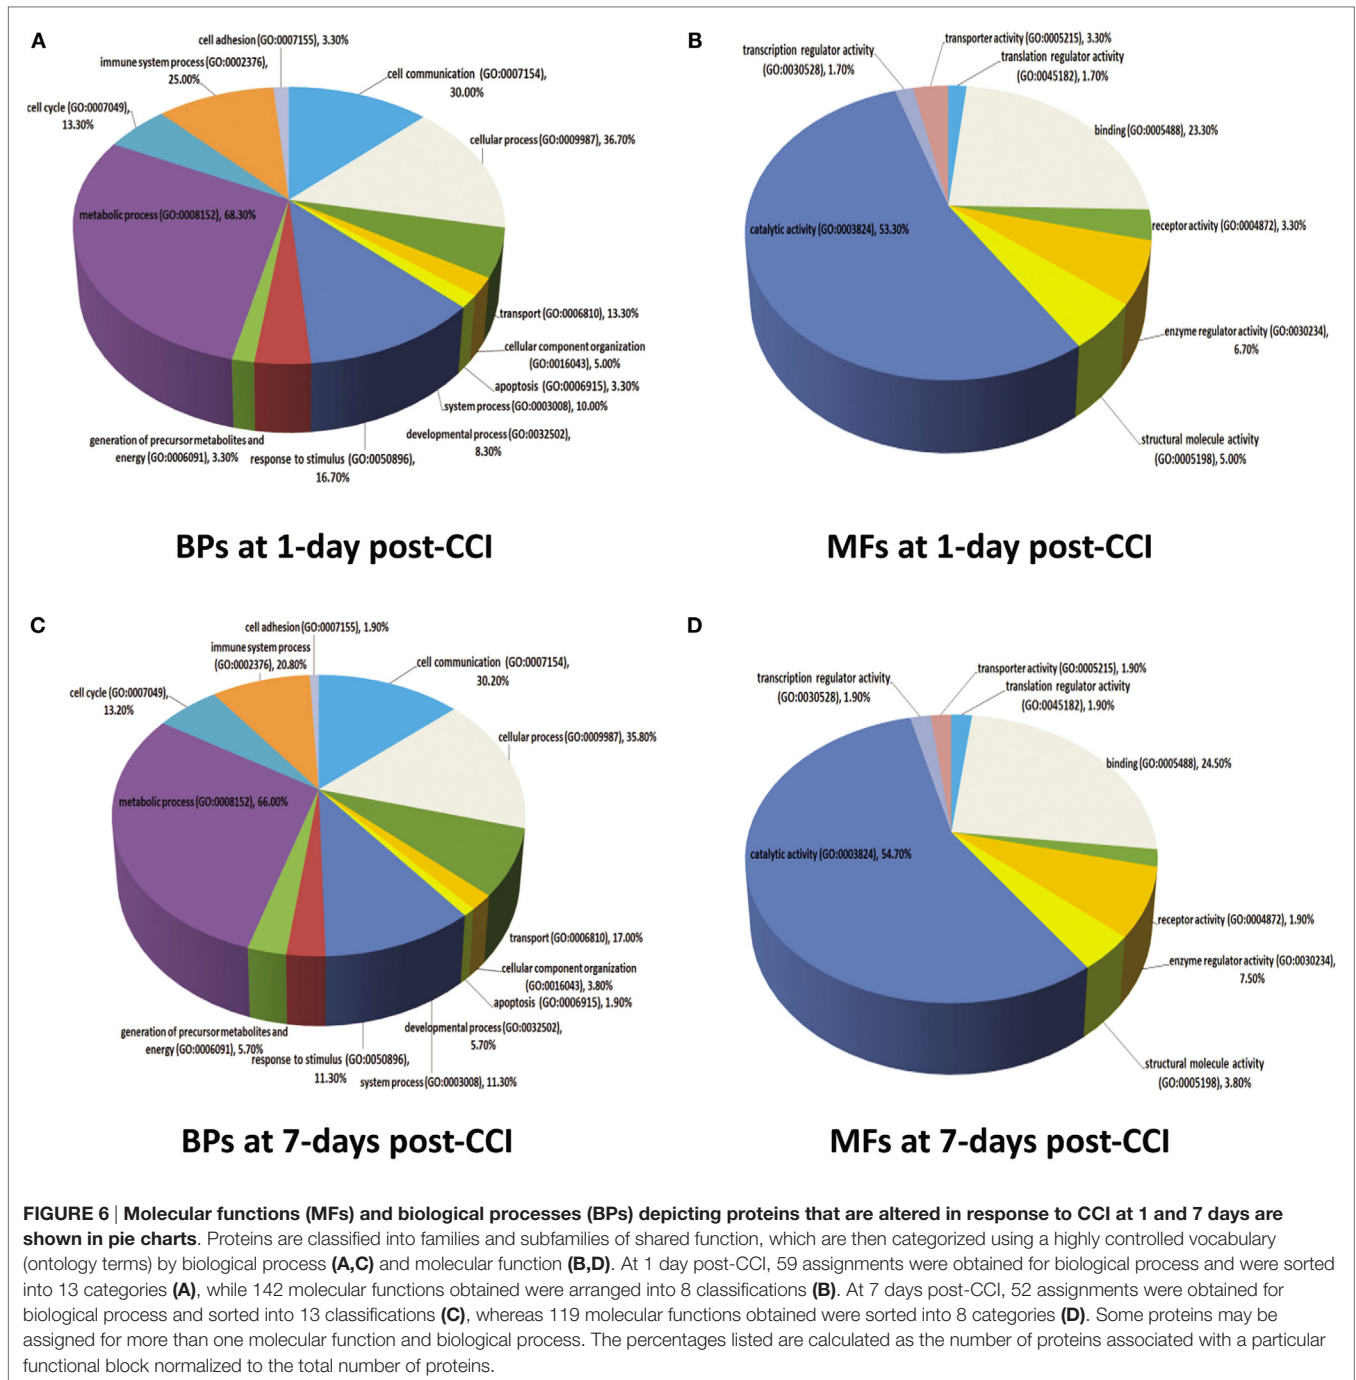 A
cell adhesion (GO:0007155), 3.30%
immune system process (GO:0002376),
25.00%
cell communication (GO:0007154),
30.00%
cell cycle (GO:0007049),
13.30%
cellular process (GO:0009987), 36.70%
metabolic process (GO:0008152), 68.30%
transport (GO:0006810), 13.30%
cellular component organization
(GO:0016043), 5.00%
apoptosis (GO:0006915), 3.30%
system process (GO:0003008), 10.00%
developmental process (GO:0032502),
8.30%
generation of precursor metabolites and
energy (GO:0006091), 3.30%
response to stimulus (GO:0050896),
16.70%
BPs at 1-day post-CCI
B
transcription regulator activity
(GO:0030528), 1.70%
transporter activity (GO:0005215), 3.30%
translation regulator activity
(GO:0045182), 1.70%
binding (GO:0005488), 23.30%
catalytic activity (GO:0003824), 53.30%
receptor activity (GO:0004872), 3.30%
enzyme regulator activity (GO:0030234),
6.70%
structural molecule activity
(GO:0005198), 5.00%
MFs at 1-day post-CCI
C
cell adhesion (GO:0007155), 1.90%
immune system process
(GO:0002376), 20.80%
cell communication (GO:0007154),
30.20%
cell cycle (GO:0007049),
13.20%
cellular process (GO:0009987), 35.80%
metabolic process (GO:0008152), 66.00%
transport (GO:0006810), 17.00%
cellular component organization
(GO:0016043), 3.80%
apoptosis (GO:0006915), 1.90%
developmental process (GO:0032502),
5.70%
generation of precursor metabolites and
energy (GO:0006091), 5.70%
response to stimulus (GO:0050896),
11.30%
system process (GO:0003008), 11.30%
BPs at 7-days post-CCI
D
transcription regulator activity
(GO:0030528), 1.90%
transporter activity (GO:0005215), 1.90%
translation regulator activity
(GO:0045182), 1.90%
binding (GO:0005488), 24.50%
catalytic activity (GO:0003824), 54.70%
receptor activity (GO:0004872), 1.90%
enzyme regulator activity (GO:0030234),
7.50%
structural molecule activity
(GO:0005198), 3.80%
MFs at 7-days post-CCI
FIGURE 6 | Molecular functions (MFs) and biological processes (BPs) depicting proteins that are altered in response to CCI at 1 and 7 days are
shown in pie charts. Proteins are classified into families and subfamilies of shared function, which are then categorized using a highly controlled vocabulary
(ontology terms) by biological process (A,C) and molecular function (B,D). At 1 day post-CCI, 59 assignments were obtained for biological process and were sorted
into 13 categories (A), while 142 molecular functions obtained were arranged into 8 classifications (B). At 7 days post-CCI, 52 assignments were obtained for
biological process and sorted into 13 classifications (C), whereas 119 molecular functions obtained were sorted into 8 categories (D). Some proteins may be
assigned for more than one molecular function and biological process. The percentages listed are calculated as the number of proteins associated with a particular
functional block normalized to the total number of proteins.